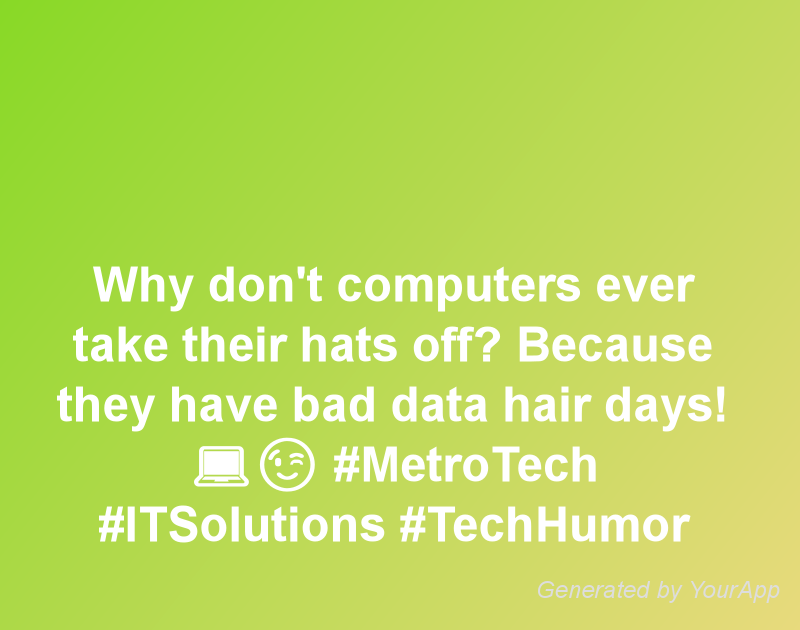 Why don't computers ever
take their hats off? Because
they have bad data hair days!
💻😉 #MetroTech
#ITSolutions #TechHumor
Generated by YourApp